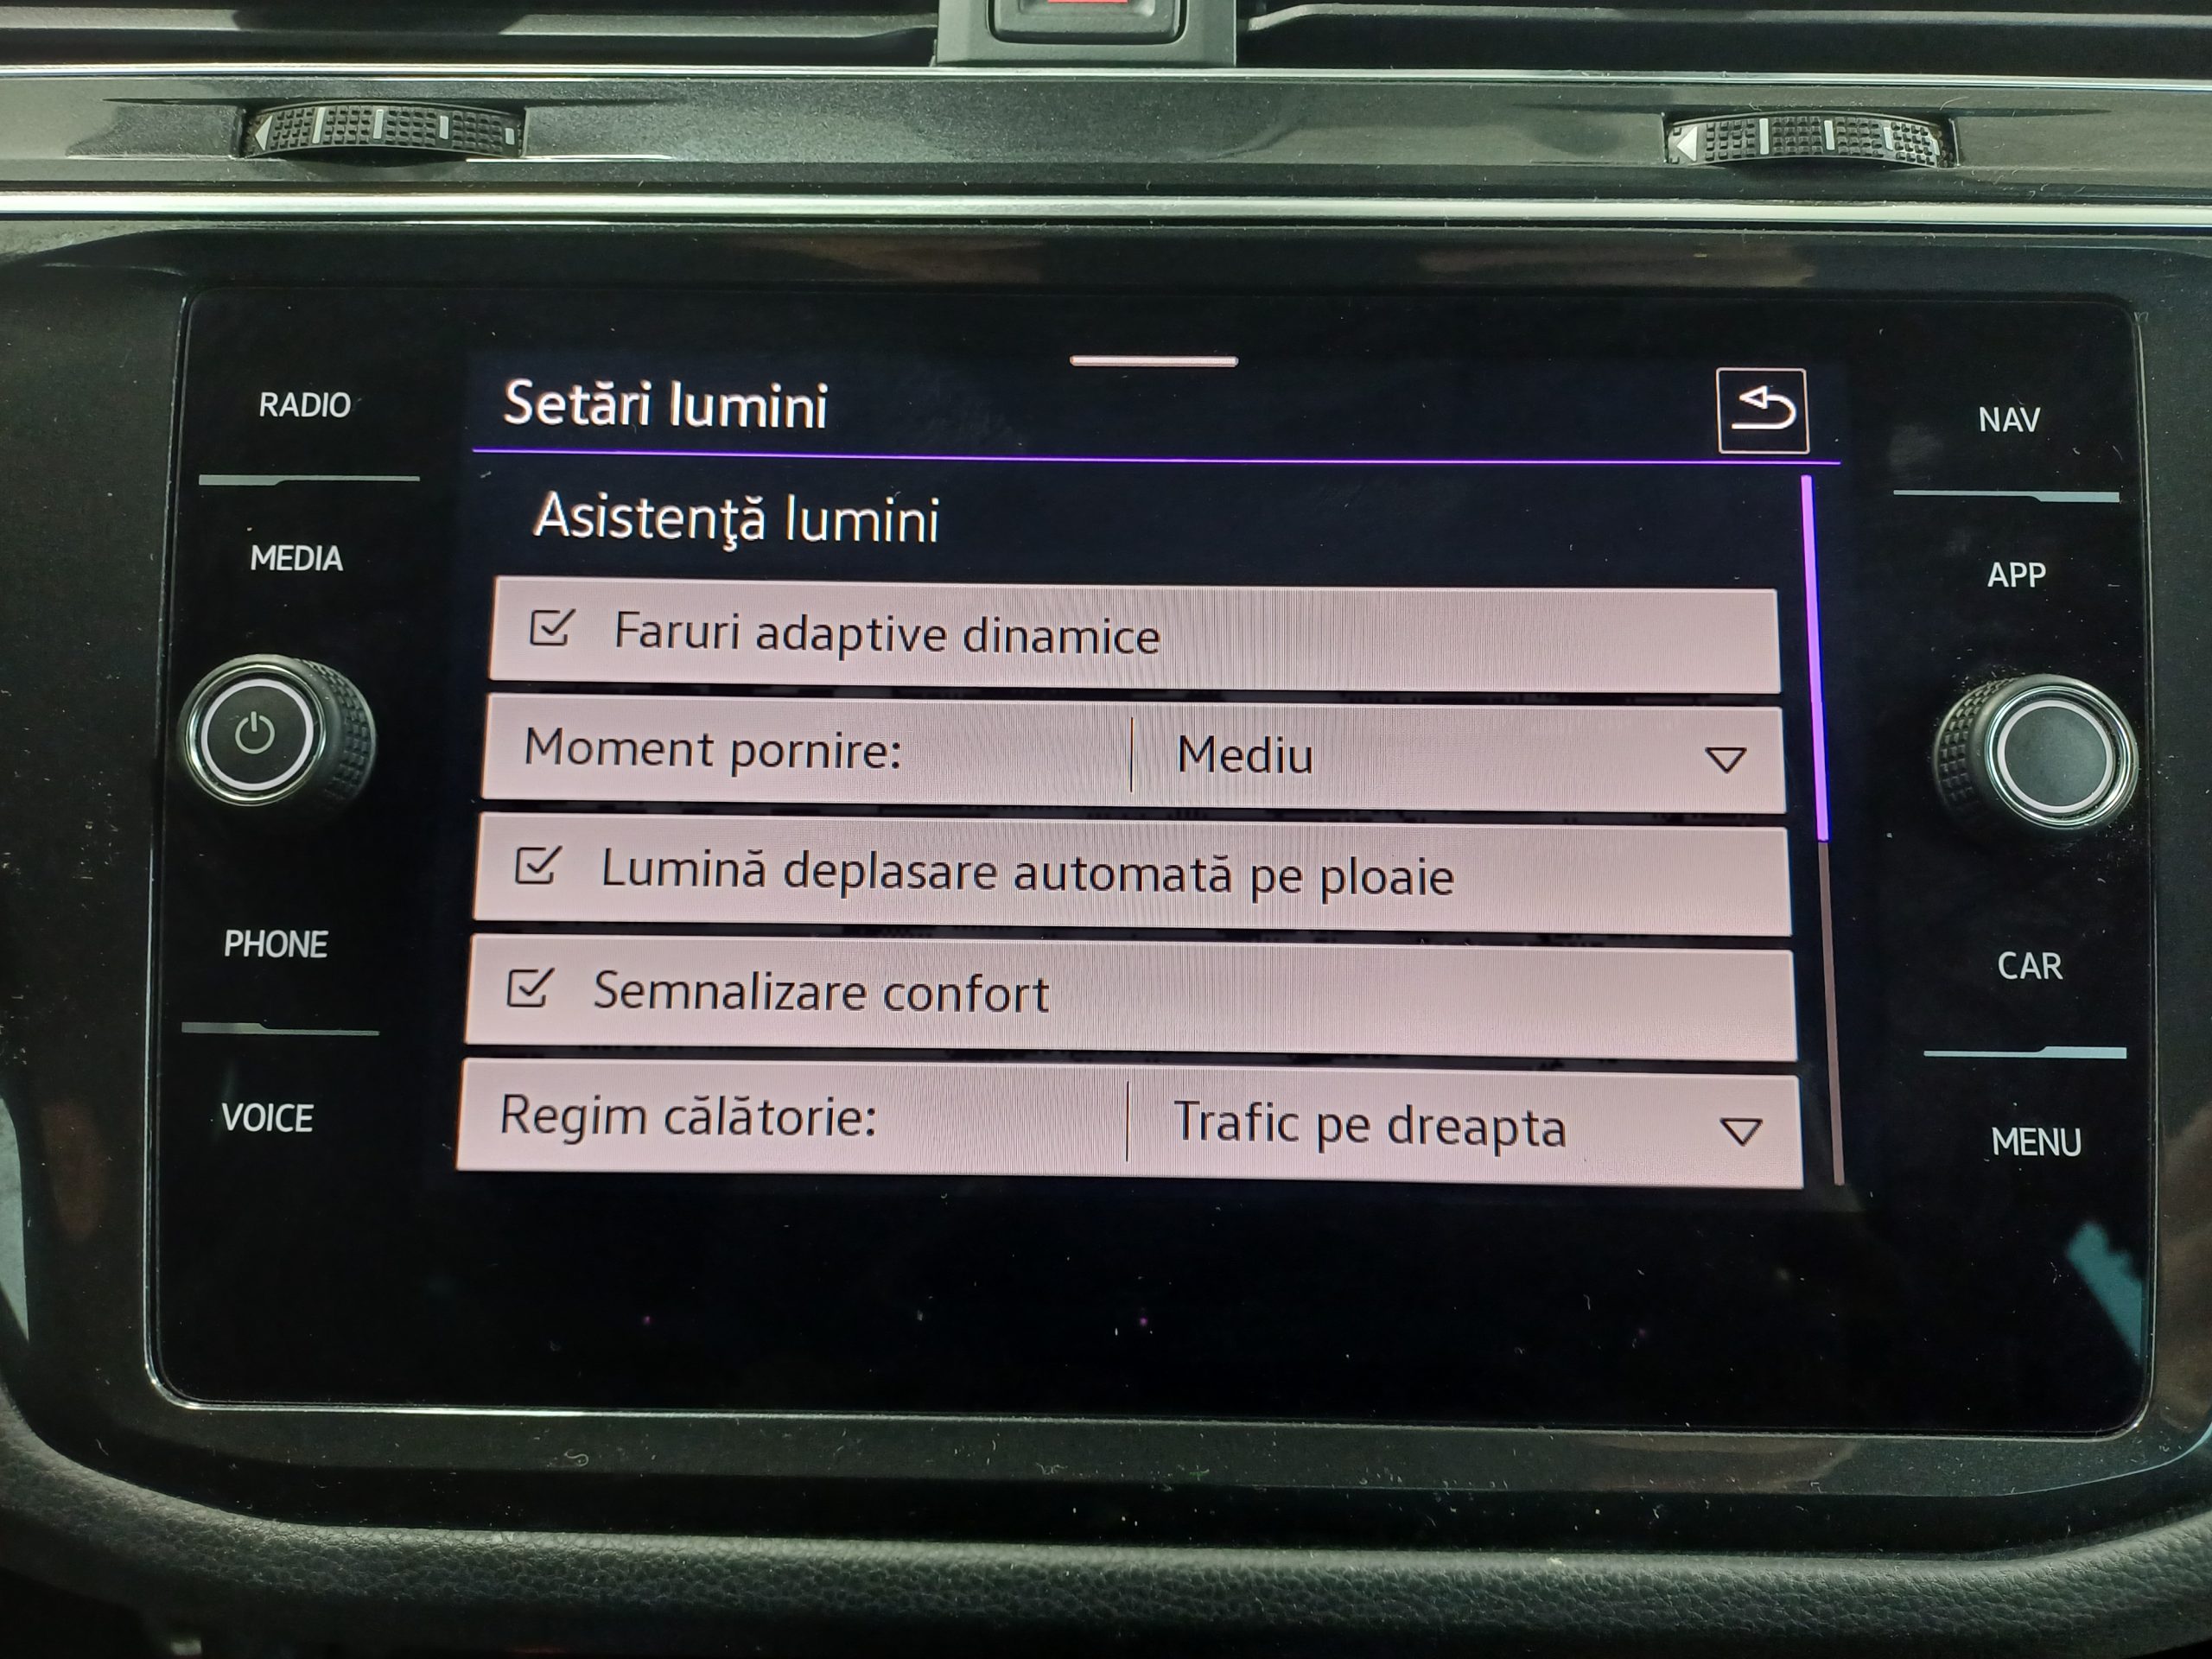 RADIO
MEDIA
PHONE
VOICE
Setări lumini
Asistenţă lumini
Faruri adaptive dinamice
Moment pornire: Mediu
Lumină deplasare automată pe ploaie
Semnalizare confort
Regim călătorie: Trafic pe dreapta
NAV
APP
CAR
MENU